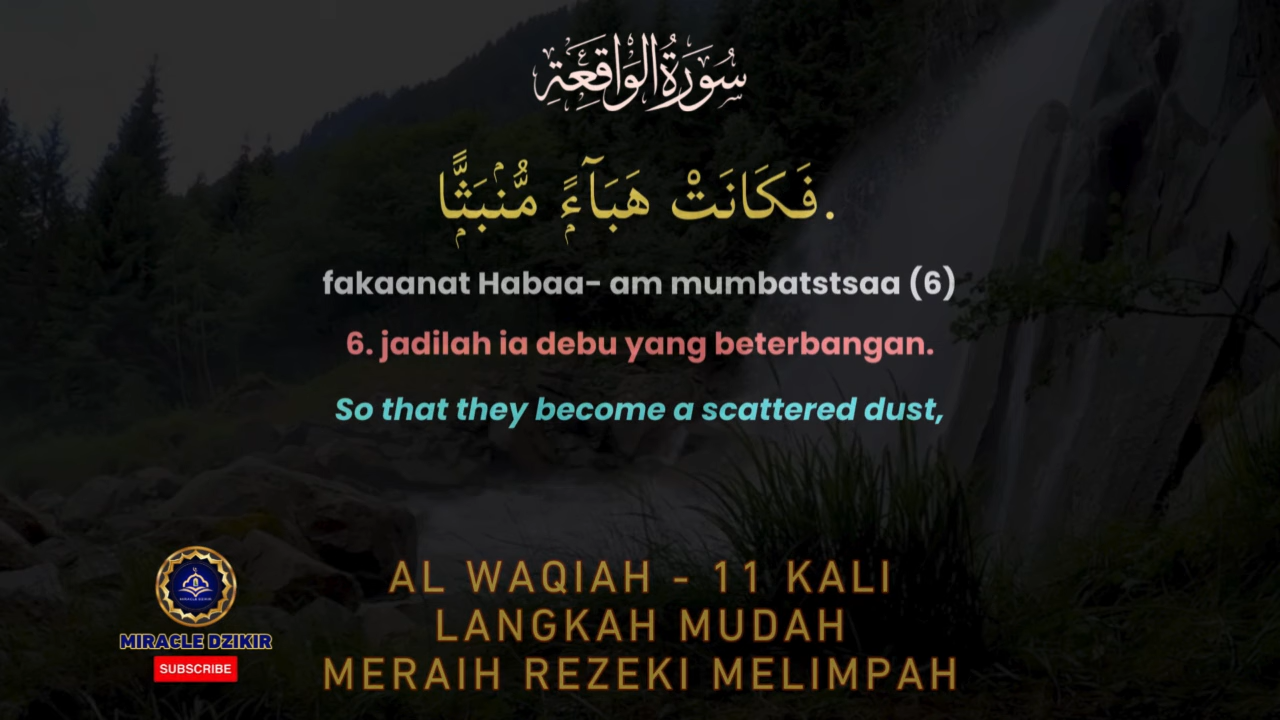 سُورَةُ الوَاقِعَةِ
فَكَانَتْ هَبَآءً مُّنۢبَثًّا.
fakaanat Habaa- am mumbatstsaa (6)
6. jadilah ia debu yang beterbangan.
So that they become a scattered dust,
AL WAQIAH - 11 KALI
LANGKAH MUDAH
MERAIH REZEKI MELIMPAH
MIRACLE DZIKIR
SUBSCRIBE